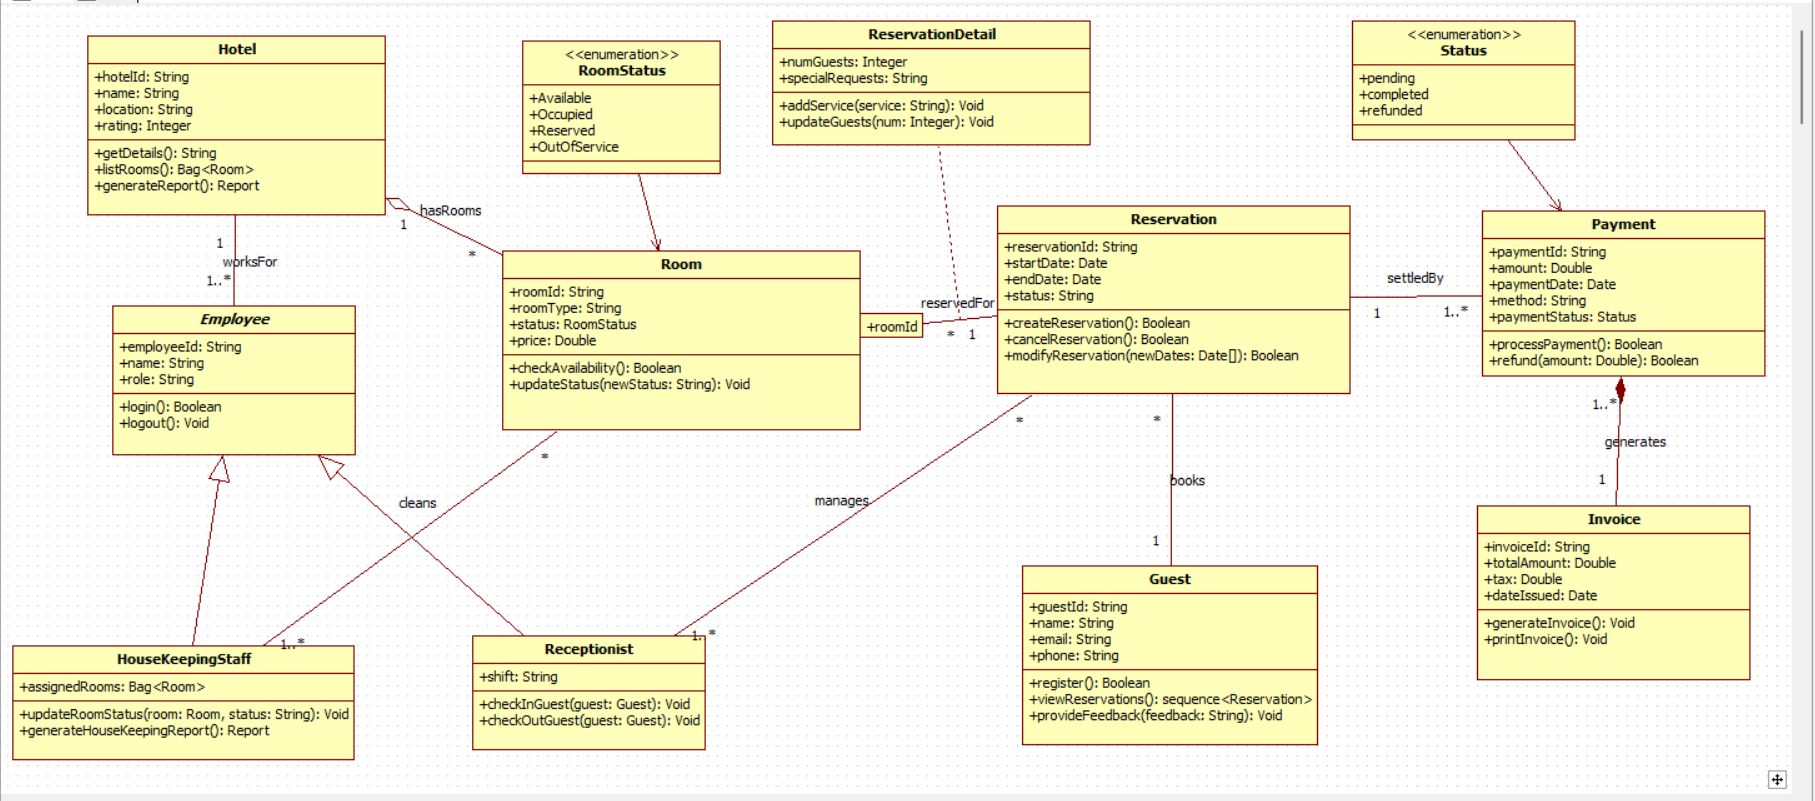 Hotel
+hotelId: String
+name: String
+location: String
+rating: Integer
+getDetails(): String
+listRooms(): Bag<Room>
+generateReport(): Report
<<enumeration>>
RoomStatus
+Available
+Occupied
+Reserved
+OutOfService
ReservationDetail
+numGuests: Integer
+specialRequests: String
+addService(service: String): Void
+updateGuests(num: Integer): Void
<<enumeration>>
Status
+pending
+completed
+refunded
hasRooms
1
*
1
worksFor
1..*
Employee
+employeeId: String
+name: String
+role: String
+login(): Boolean
+logout(): Void
Room
+roomId: String
+roomType: String
+status: RoomStatus
+price: Double
+checkAvailability(): Boolean
+updateStatus(newStatus: String): Void
+roomId
reservedFor
*
1
Reservation
+reservationId: String
+startDate: Date
+endDate: Date
+status: String
+createReservation(): Boolean
+cancelReservation(): Boolean
+modifyReservation(newDates: Date[]): Boolean
settledBy
1
1..*
Payment
+paymentId: String
+amount: Double
+paymentDate: Date
+method: String
+paymentStatus: Status
+processPayment(): Boolean
+refund(amount: Double): Boolean
1..*
generates
1
*
cleans
1..*
*
manages
1..*
*
books
1
HouseKeepingStaff
+assignedRooms: Bag<Room>
+updateRoomStatus(room: Room, status: String): Void
+generateHouseKeepingReport(): Report
Receptionist
+shift: String
+checkInGuest(guest: Guest): Void
+checkOutGuest(guest: Guest): Void
Guest
+guestId: String
+name: String
+email: String
+phone: String
+register(): Boolean
+viewReservations(): sequence<Reservation>
+provideFeedback(feedback: String): Void
Invoice
+invoiceId: String
+totalAmount: Double
+tax: Double
+dateIssued: Date
+generateInvoice(): Void
+printInvoice(): Void